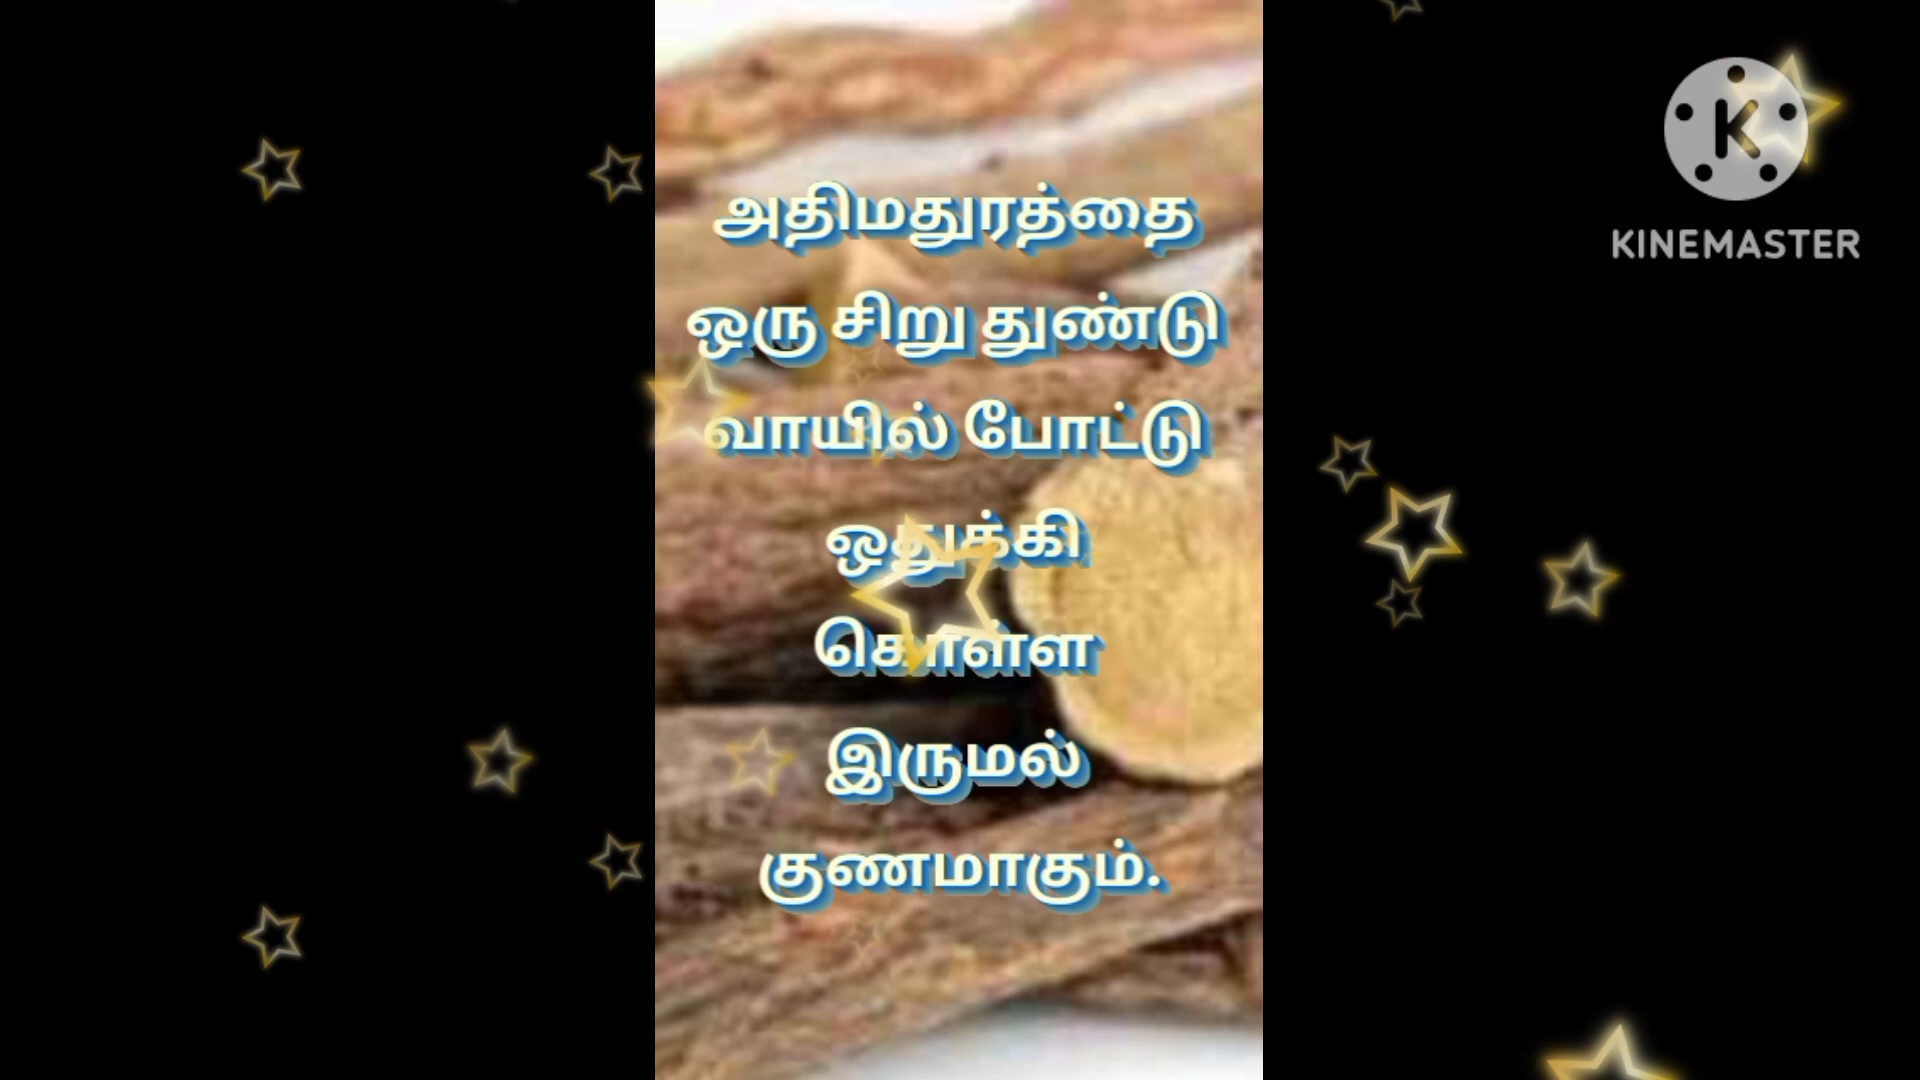 அதிமதுரத்தை
ஒரு சிறு துண்டு
வாயில் போட்டு
ஒதுக்கி
கொள்ள
இருமல்
குணமாகும்.
KINEMASTER